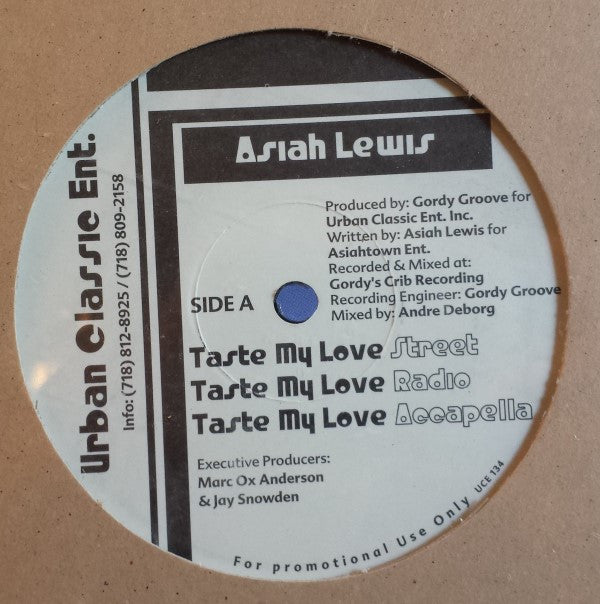 Urban Classic Ent.
Info: (718) 812-8925 / (718) 809-2158
Asiah Lewis
Produced by: Gordy Groove for
Urban Classic Ent. Inc.
Written by: Asiah Lewis for
Asiahtown Ent.
Recorded & Mixed at:
Gordy's Crib Recording
Recording Engineer: Gordy Groove
Mixed by: Andre Deborg
SIDE A
Taste My Love Street
Taste My Love Radio
Taste My Love Accapella
Executive Producers:
Marc Ox Anderson
& Jay Snowden
For promotional Use Only
UCE 134